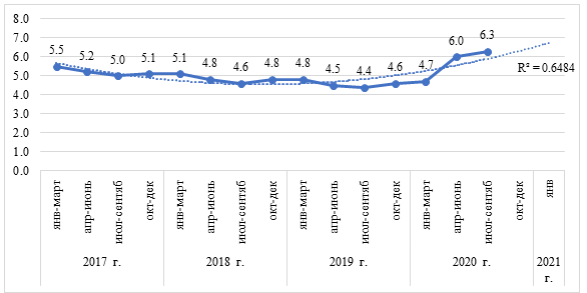 8.0
7.0
6.0
5.0
4.0
3.0
2.0
1.0
0.0
5.5 5.2 5.0 5.1 5.1 4.8 4.6 4.8 4.8 4.5 4.4 4.6 4.7 6.0 6.3
R² = 0.6484
янв-март апр-июнь июл-сентяб окт-дек янв-март апр-июнь июл-сентяб окт-дек янв-март апр-июнь июл-сентяб окт-дек янв-март апр-июнь июл-сентяб окт-дек янв
2017 г. 2018 г. 2019 г. 2020 г. 2021
г.